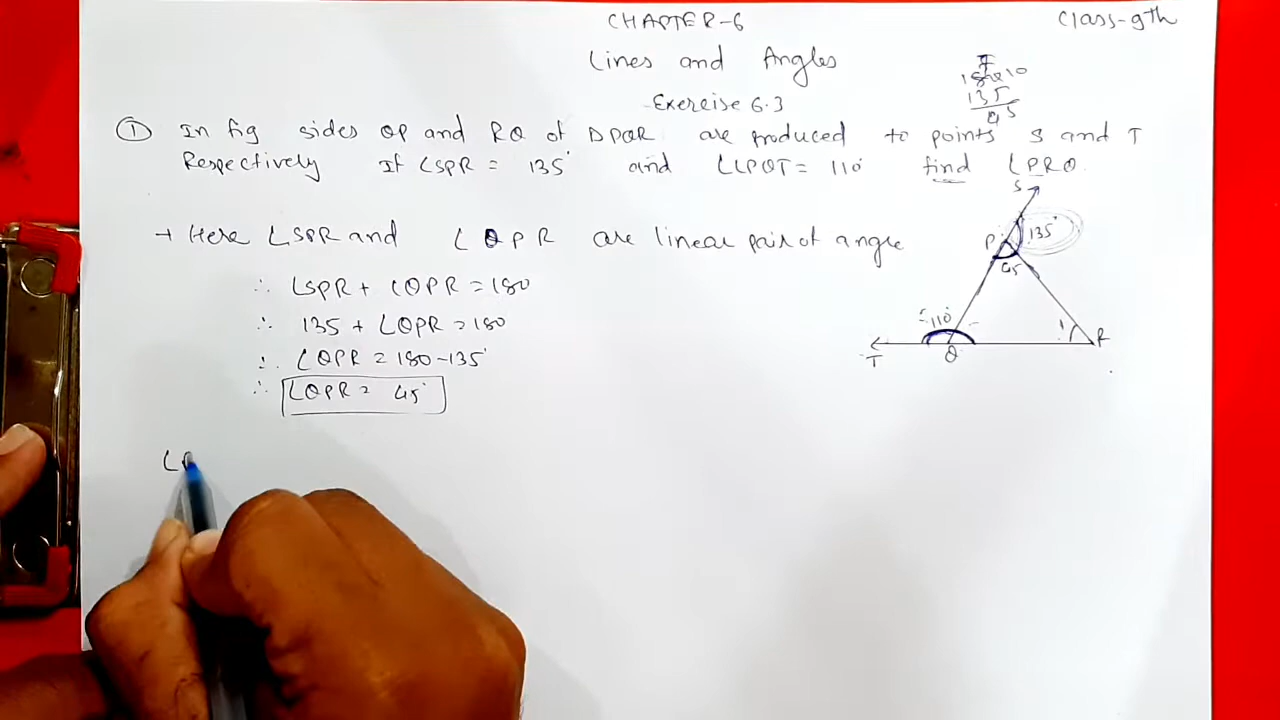 CHAPTER-6
Class-9th
Lines and Angles
Exercise 6.3
135
45
① In fig sides QP and RQ of ΔPQR are produced to points S and T
Respectively If ∠SPR = 135° and ∠∠PQT = 110° find ∠PRQ.
→ Here ∠SPR and ∠QPR are linear pair of angle
∴ ∠SPR + ∠QPR = 180
∴ 135 + ∠QPR = 180
∴ ∠QPR = 180 - 135°
∴ ∠QPR = 45°
S
P
135°
45
110°
T
Q
R